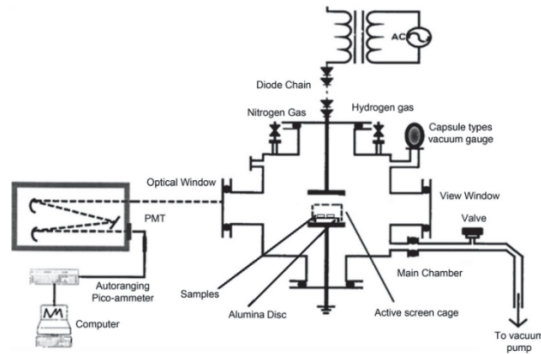 AC
Diode Chain
Nitrogen Gas
Hydrogen gas
Capsule types
vacuum gauge
Optical Window
View Window
PMT
Valve
Autoranging
Pico-ammeter
Samples
Main Chamber
Computer
Alumina Disc
Active screen cage
To vacuum
pump